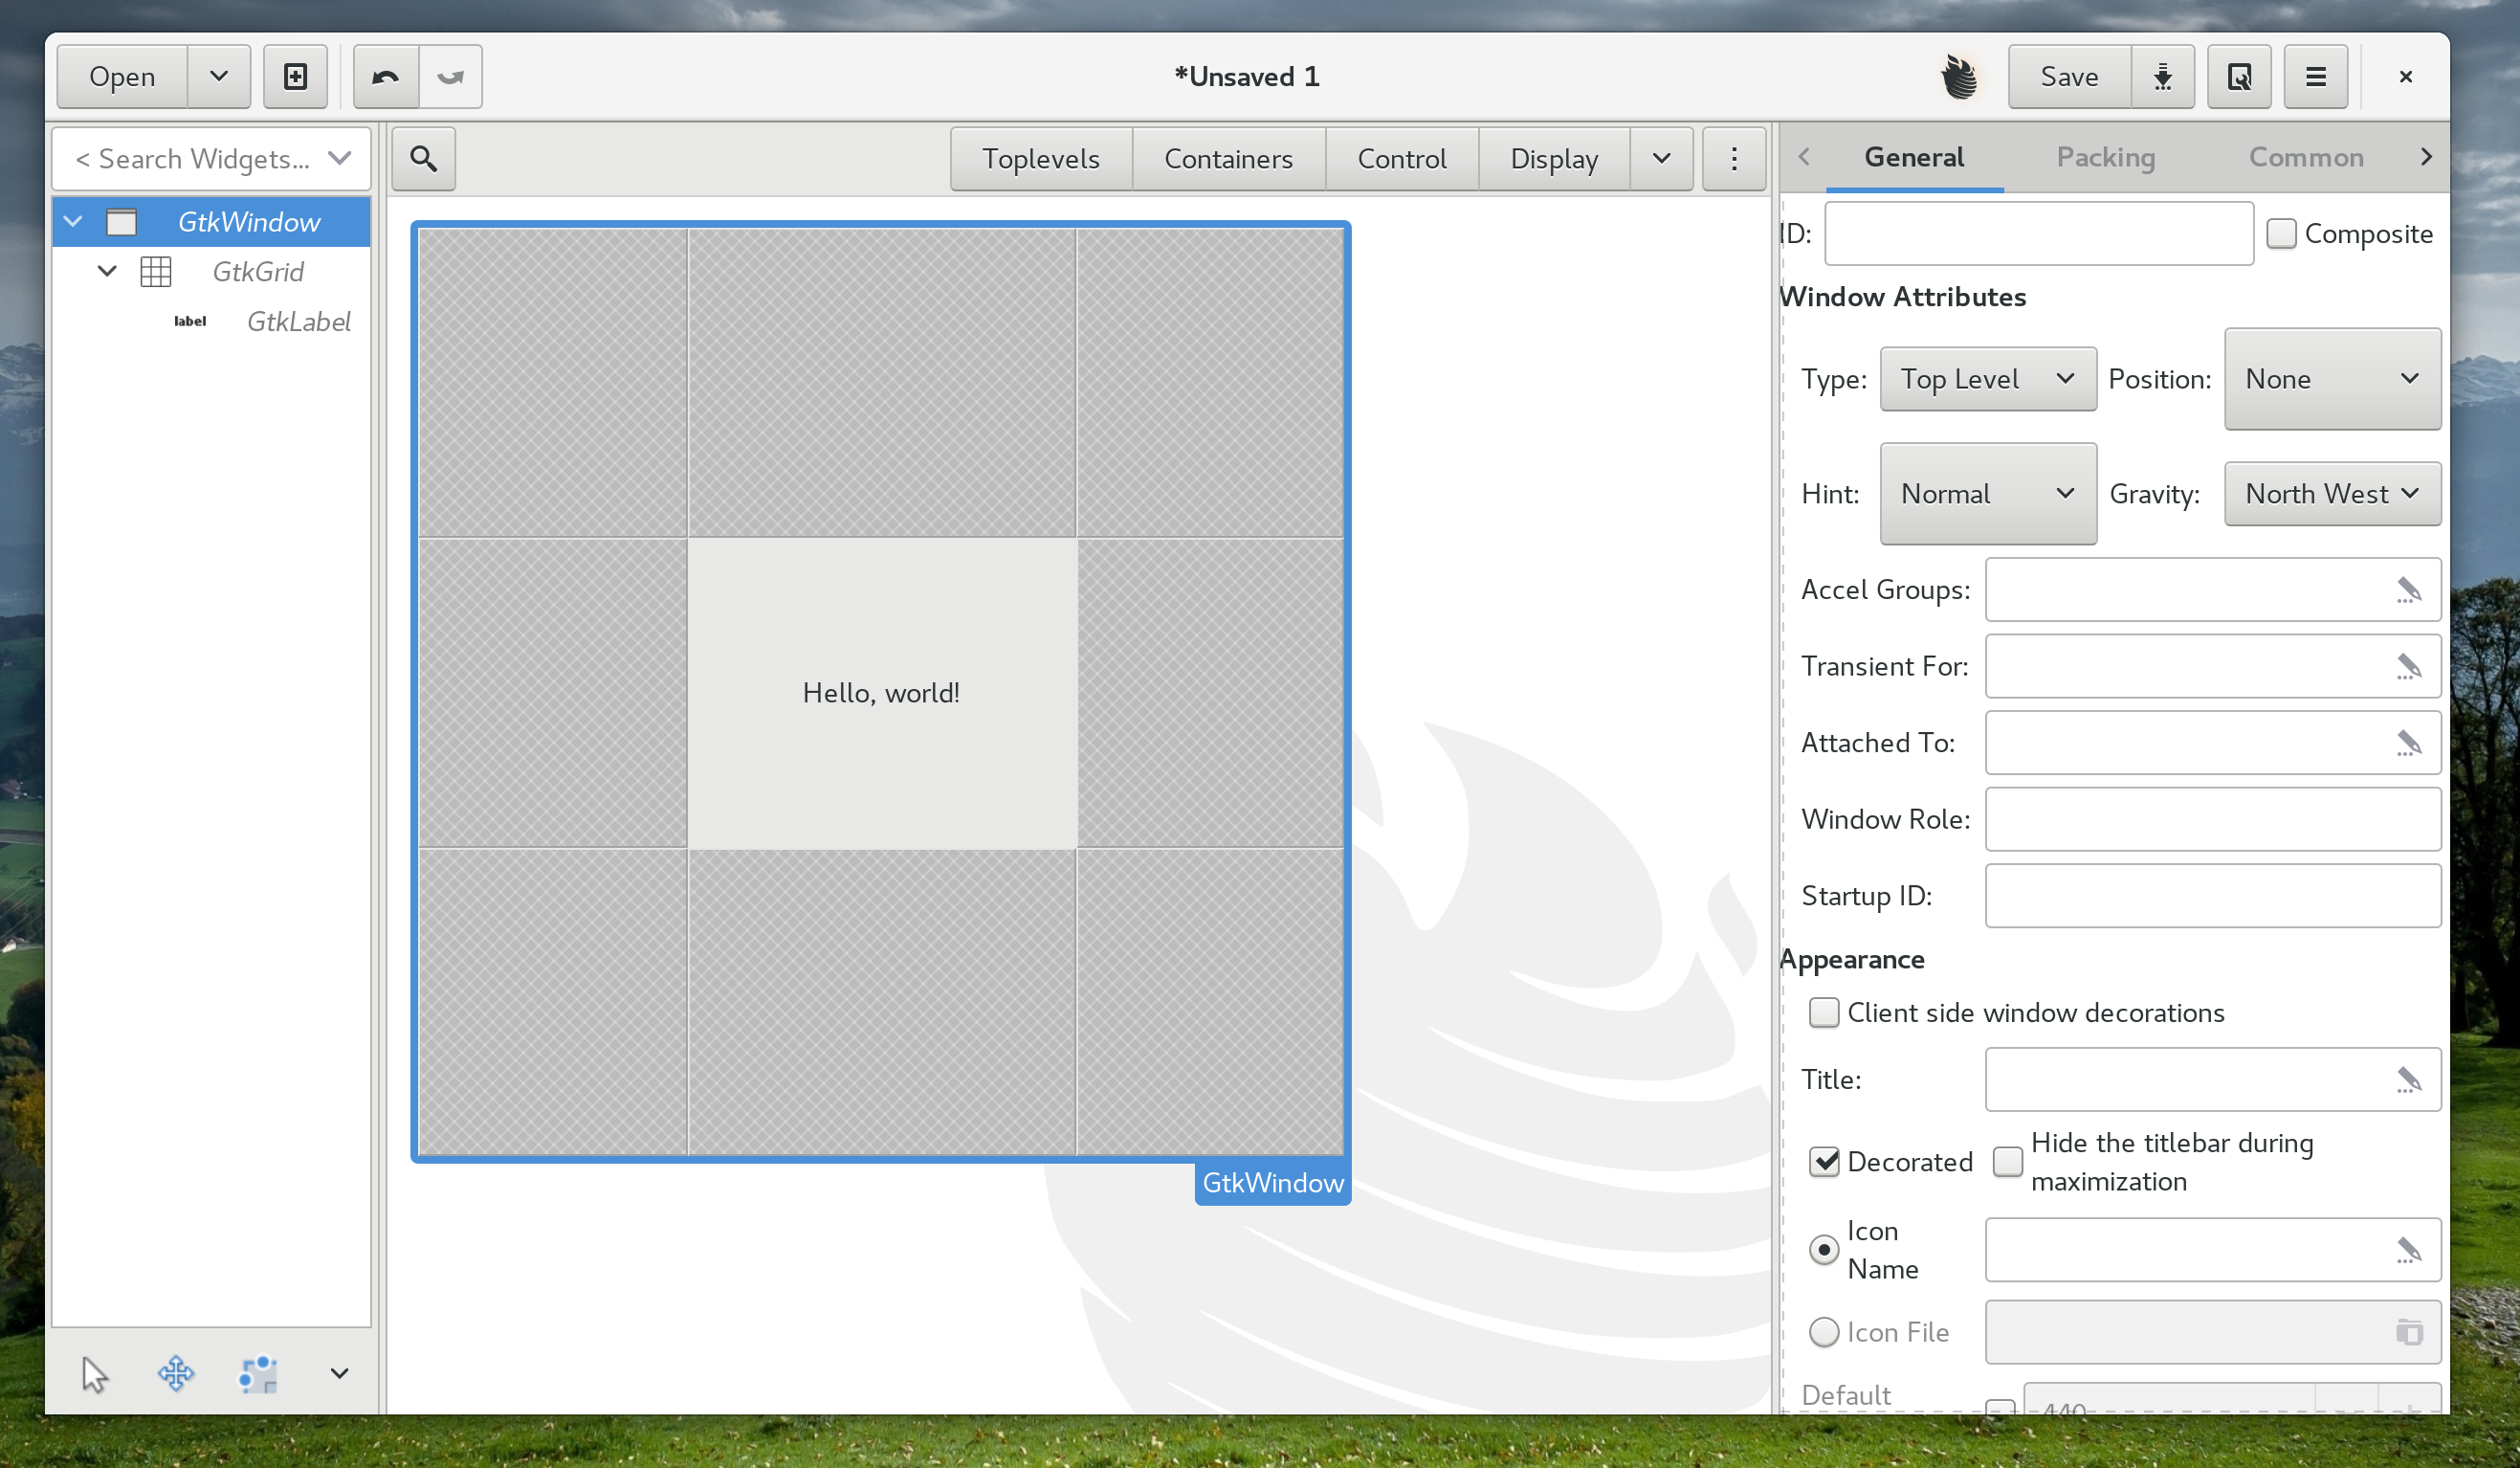 Open
*Unsaved 1
Save
< Search Widgets...
Toplevels Containers Control Display
General Packing Common
GtkWindow
GtkGrid
label GtkLabel
ID: Composite
Window Attributes
Type: Top Level Position: None
Hint: Normal Gravity: North West
Accel Groups:
Transient For:
Attached To:
Window Role:
Startup ID:
Appearance
Client side window decorations
Title:
Decorated Hide the titlebar during
maximization
Icon
Name
Icon File
Default
440
Hello, world!
GtkWindow